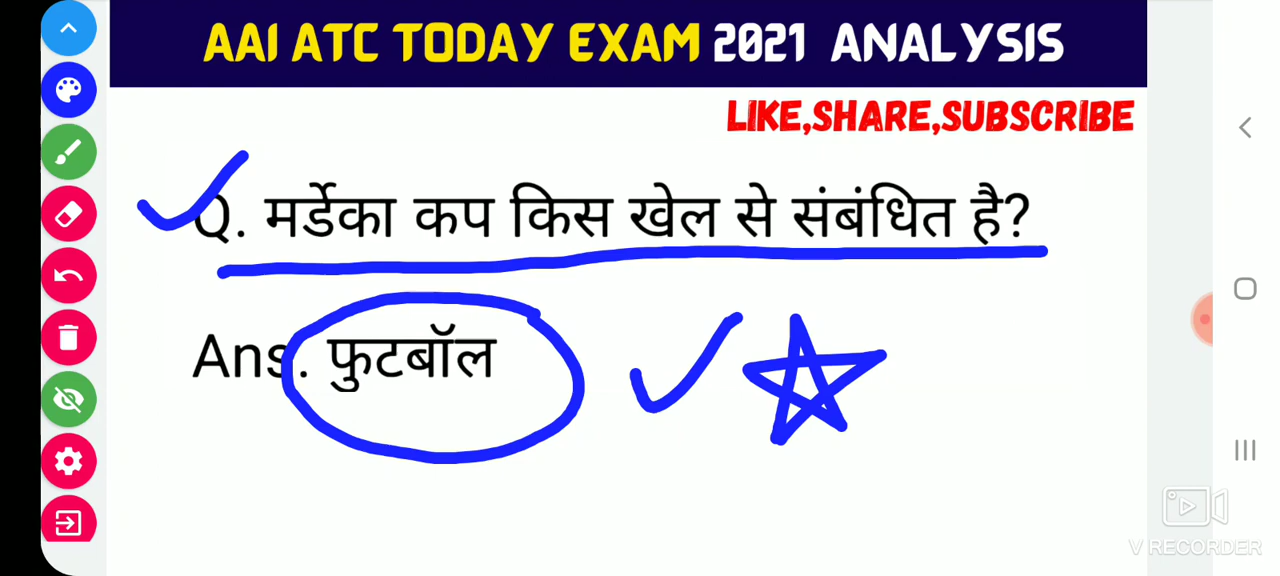 AAI ATC TODAY EXAM 2021 ANALYSIS
LIKE,SHARE,SUBSCRIBE
Q. मर्डेका कप किस खेल से संबंधित है?
Ans. फुटबॉल
V RECORDER